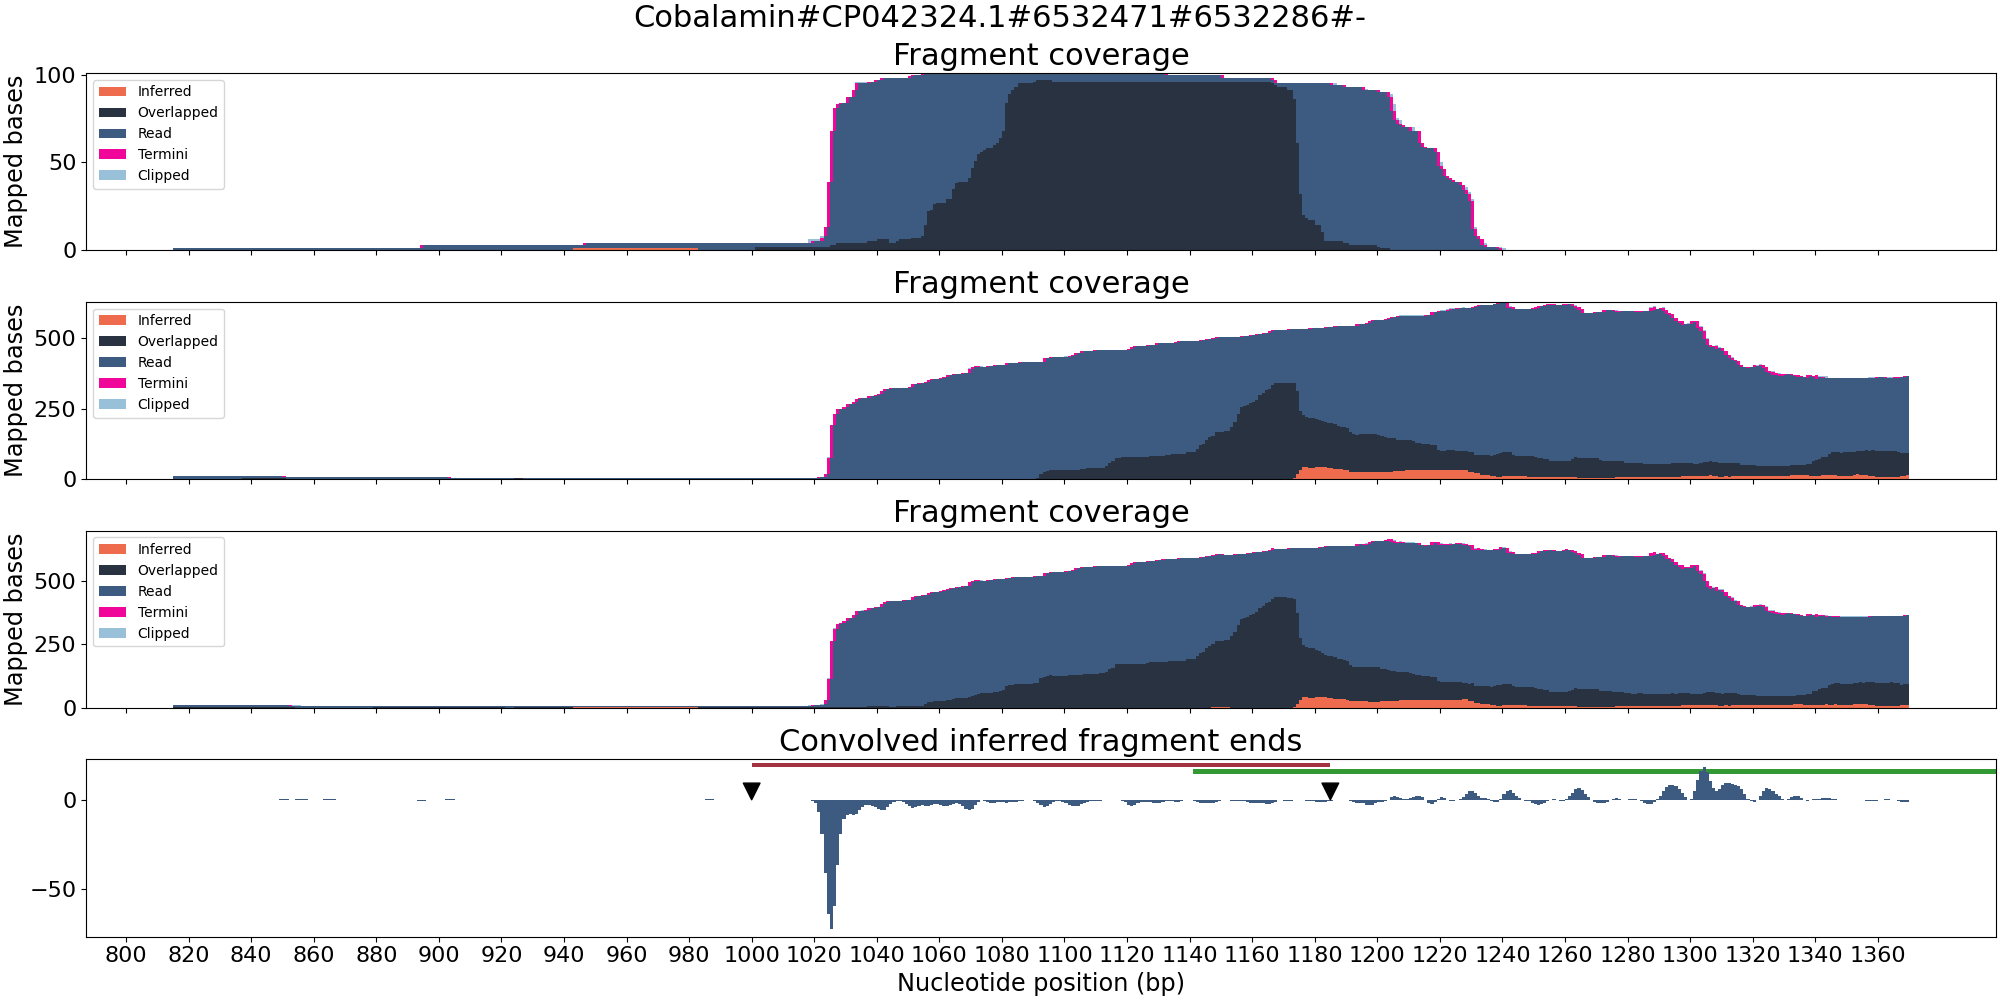 Cobalamin#CP042324.1#6532471#6532286#-
Fragment coverage
Mapped bases
100
50
0
Inferred
Overlapped
Read
Termini
Clipped
Fragment coverage
Mapped bases
500
250
0
Inferred
Overlapped
Read
Termini
Clipped
Fragment coverage
Mapped bases
500
250
0
Inferred
Overlapped
Read
Termini
Clipped
Convolved inferred fragment ends
0
−50
800 820 840 860 880 900 920 940 960 980 1000 1020 1040 1060 1080 1100 1120 1140 1160 1180 1200 1220 1240 1260 1280 1300 1320 1340 1360
Nucleotide position (bp)